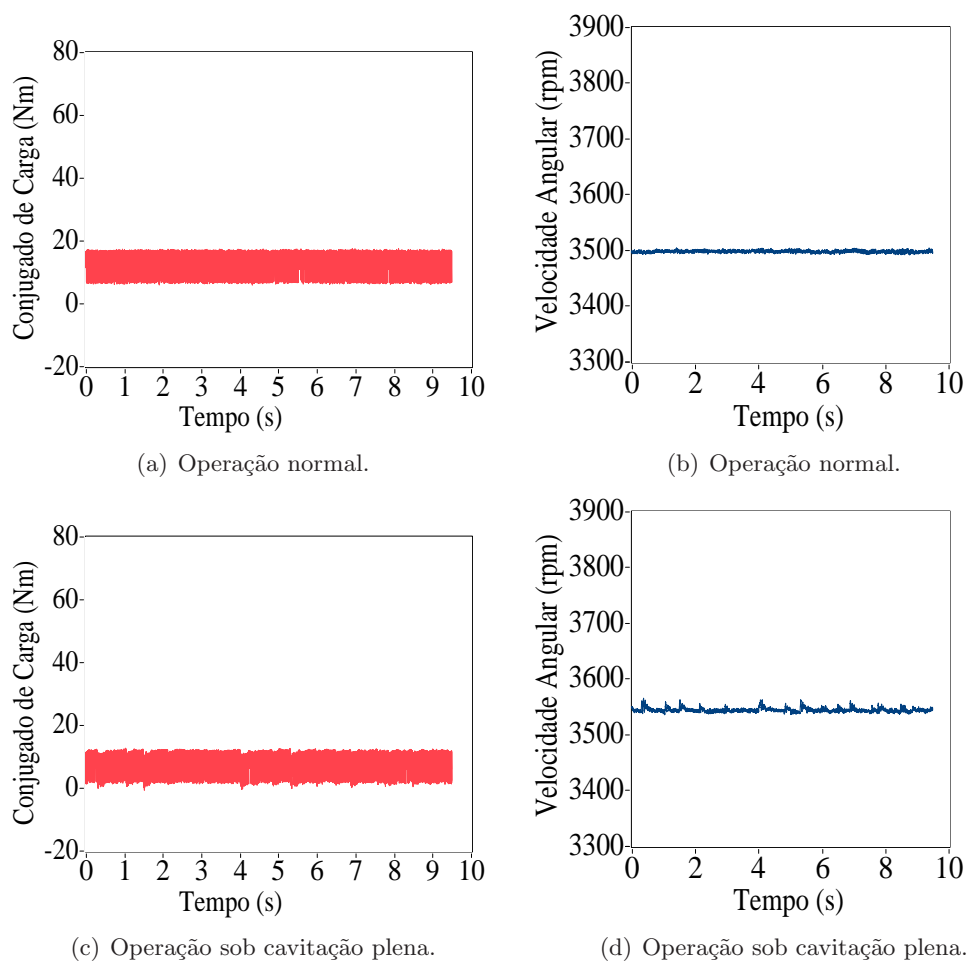 80
60
40
20
0
-20
Conjugado de Carga (Nm)
0 1 2 3 4 5 6 7 8 9 10
Tempo (s)
(a) Operação normal.
3900
3800
3700
3600
3500
3400
3300
Velocidade Angular (rpm)
0 2 4 6 8 10
Tempo (s)
(b) Operação normal.
80
60
40
20
0
-20
Conjugado de Carga (Nm)
0 1 2 3 4 5 6 7 8 9 10
Tempo (s)
(c) Operação sob cavitação plena.
3900
3800
3700
3600
3500
3400
3300
Velocidade Angular (rpm)
0 2 4 6 8 10
Tempo (s)
(d) Operação sob cavitação plena.